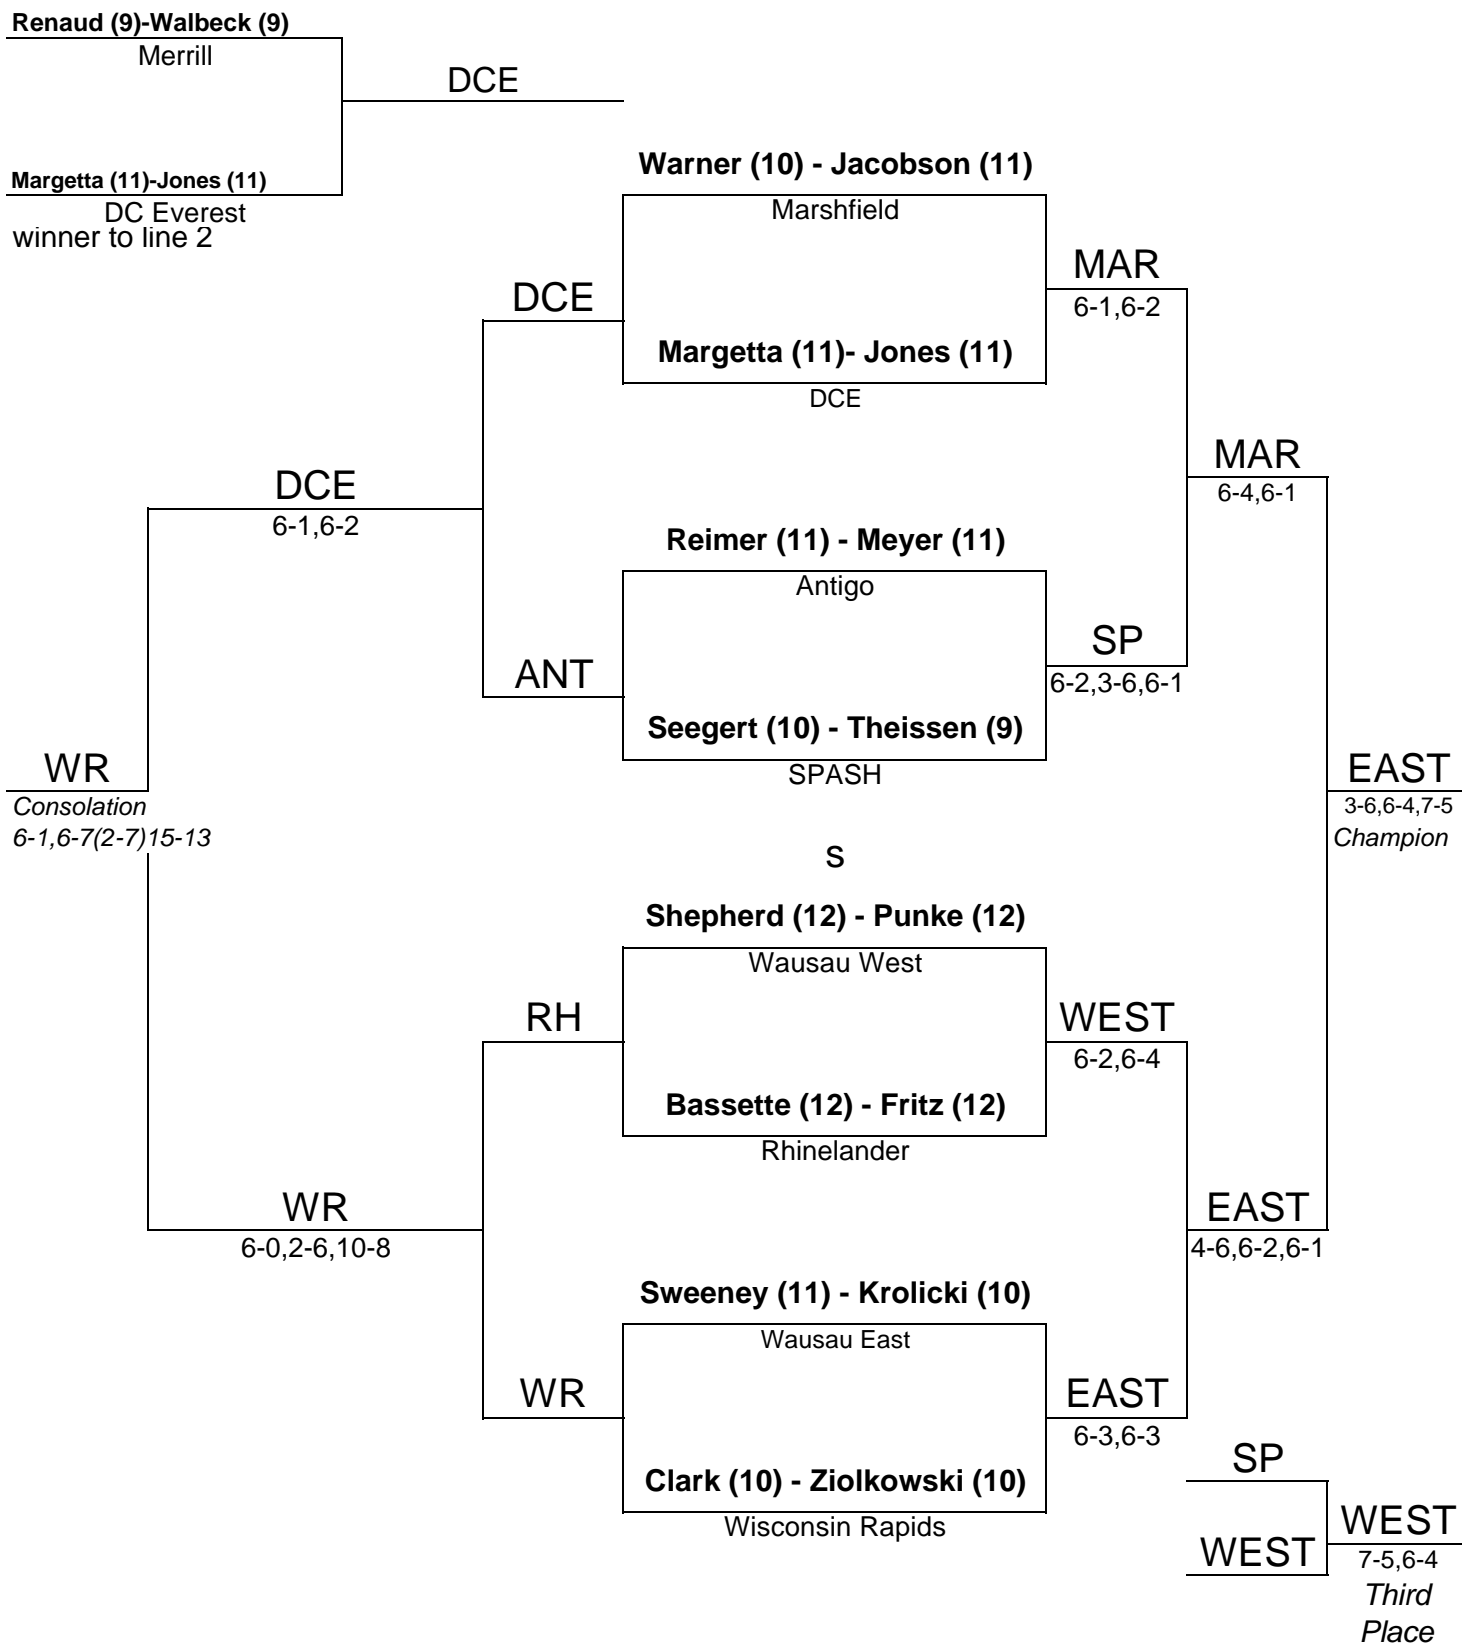 Renaud (9)-Walbeck (9)
Merrill
DCE
Margetta (11)-Jones (11)
DC Everest
winner to line 2
Warner (10) - Jacobson (11)
Marshfield
MAR
6-1,6-2
DCE
Margetta (11)- Jones (11)
DCE
MAR
6-4,6-1
DCE
6-1,6-2
Reimer (11) - Meyer (11)
Antigo
SP
6-2,3-6,6-1
ANT
Seegert (10) - Theissen (9)
SPASH
WR
Consolation
6-1,6-7(2-7)15-13
EAST
3-6,6-4,7-5
Champion
s
Shepherd (12) - Punke (12)
Wausau West
RH
WEST
6-2,6-4
Bassette (12) - Fritz (12)
Rhinelander
WR
6-0,2-6,10-8
EAST
4-6,6-2,6-1
Sweeney (11) - Krolicki (10)
Wausau East
WR
EAST
6-3,6-3
Clark (10) - Ziolkowski (10)
Wisconsin Rapids
SP
WEST
WEST
7-5,6-4
Third
Place